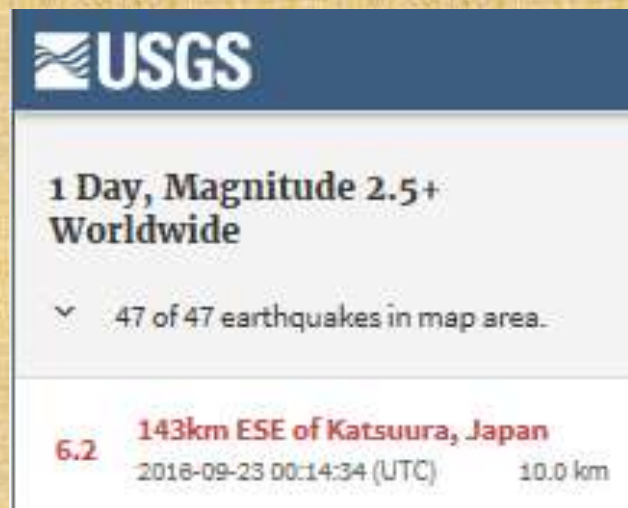 USGS
1 Day, Magnitude 2.5+
Worldwide
47 of 47 earthquakes in map area.
6.2 143km ESE of Katsuura, Japan
2016-09-23 00:14:34 (UTC) 10.0 km